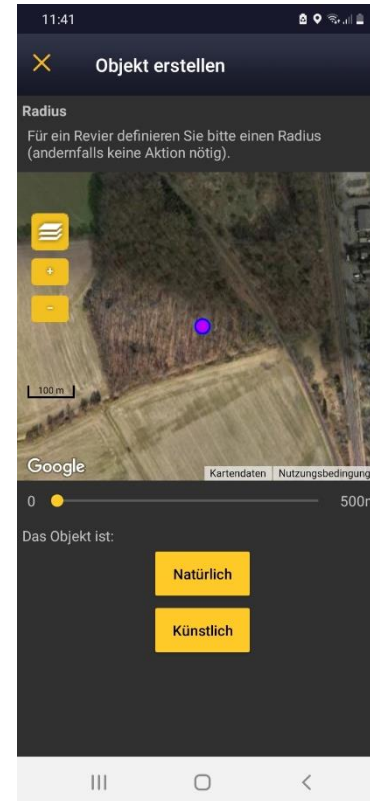 11:41
Objekt erstellen
Radius
Für ein Revier definieren Sie bitte einen Radius
(andernfalls keine Aktion nötig).
+
-
100 m
Google
Kartendaten Nutzungsbedingung
0 500m
Das Objekt ist:
Natürlich
Künstlich